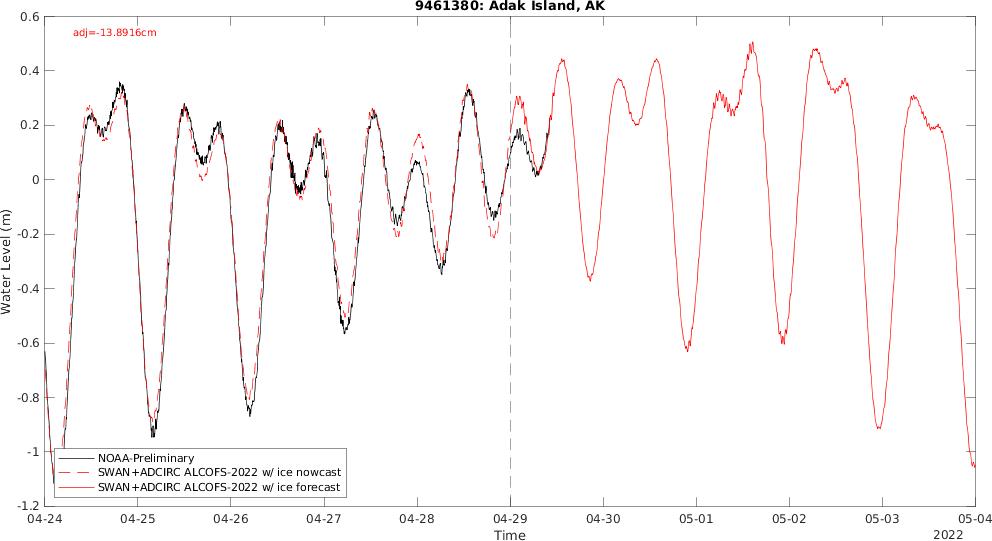 9461380: Adak Island, AK
adj=-13.8916cm
0.6
0.4
0.2
0
-0.2
-0.4
-0.6
-0.8
-1
-1.2
Water Level (m)
NOAA-Preliminary
SWAN+ADCIRC ALCOFS-2022 w/ ice nowcast
SWAN+ADCIRC ALCOFS-2022 w/ ice forecast
04-24 04-25 04-26 04-27 04-28 04-29 04-30 05-01 05-02 05-03 05-04
Time
2022